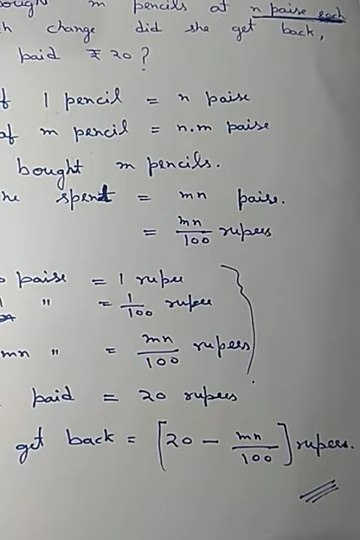 m pencils at n paise each
change did she get back,
paid ₹ 20 ?
1 pencil = n paise
of m pencil = n.m paise
bought m pencils.
spent = mn paise.
= mn/100 rupees
paise = 1 rupee
" = 1/100 rupee
mn " = mn/100 rupees
paid = 20 rupees
get back = [20 - mn/100] rupees.